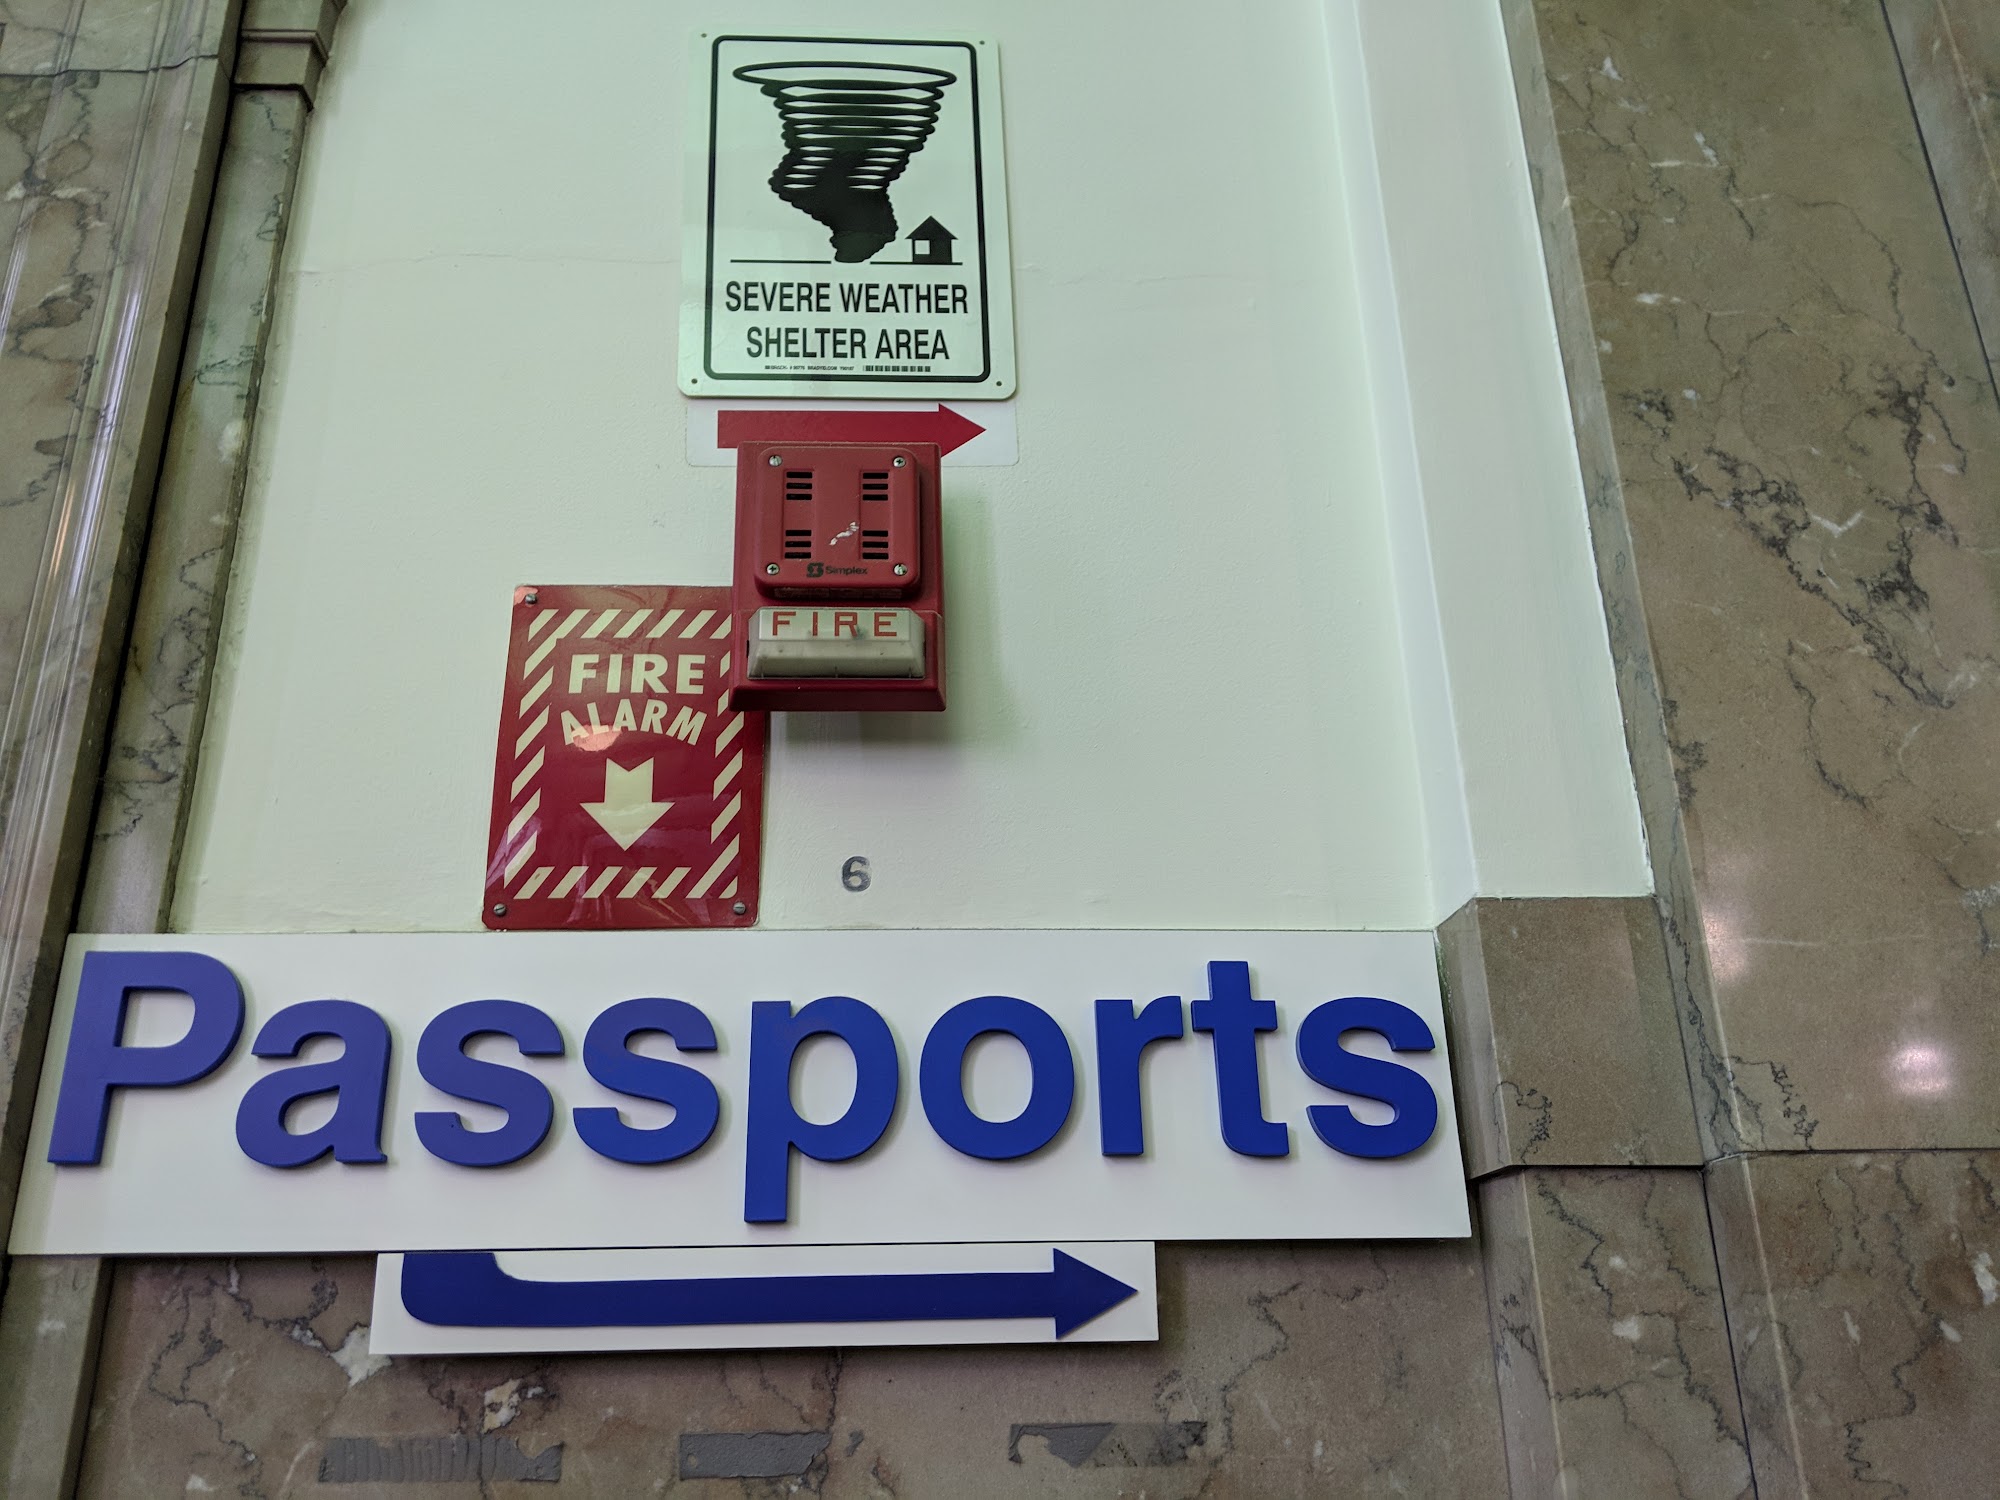 SEVERE WEATHER
SHELTER AREA
Simplex
FIRE
FIRE
ALARM
6
Passports